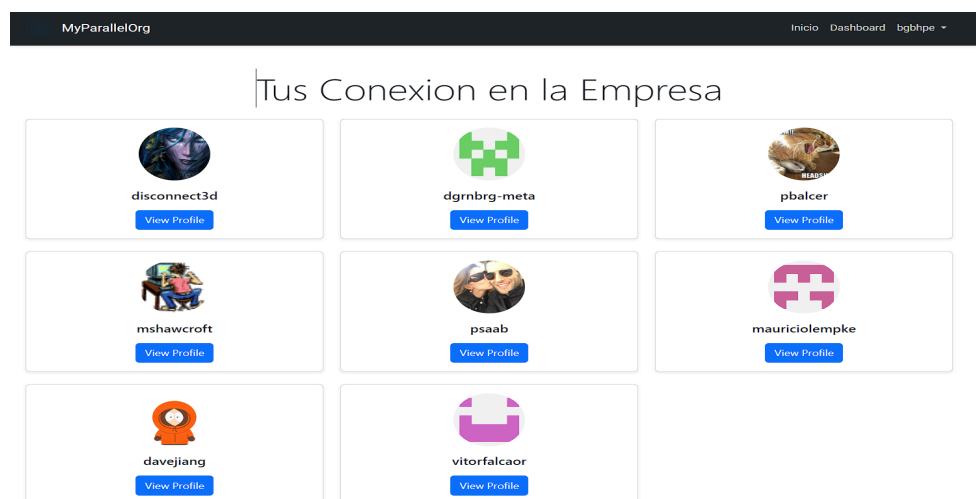 MyParallelOrg
Inicio Dashboard bgbhpe
Tus Conexion en la Empresa
disconnect3d
View Profile
dgrnbrg-meta
View Profile
HEADS
pbalcer
View Profile
mshawcroft
View Profile
psaab
View Profile
mauriciolempke
View Profile
davejiang
View Profile
vitorfalcaor
View Profile